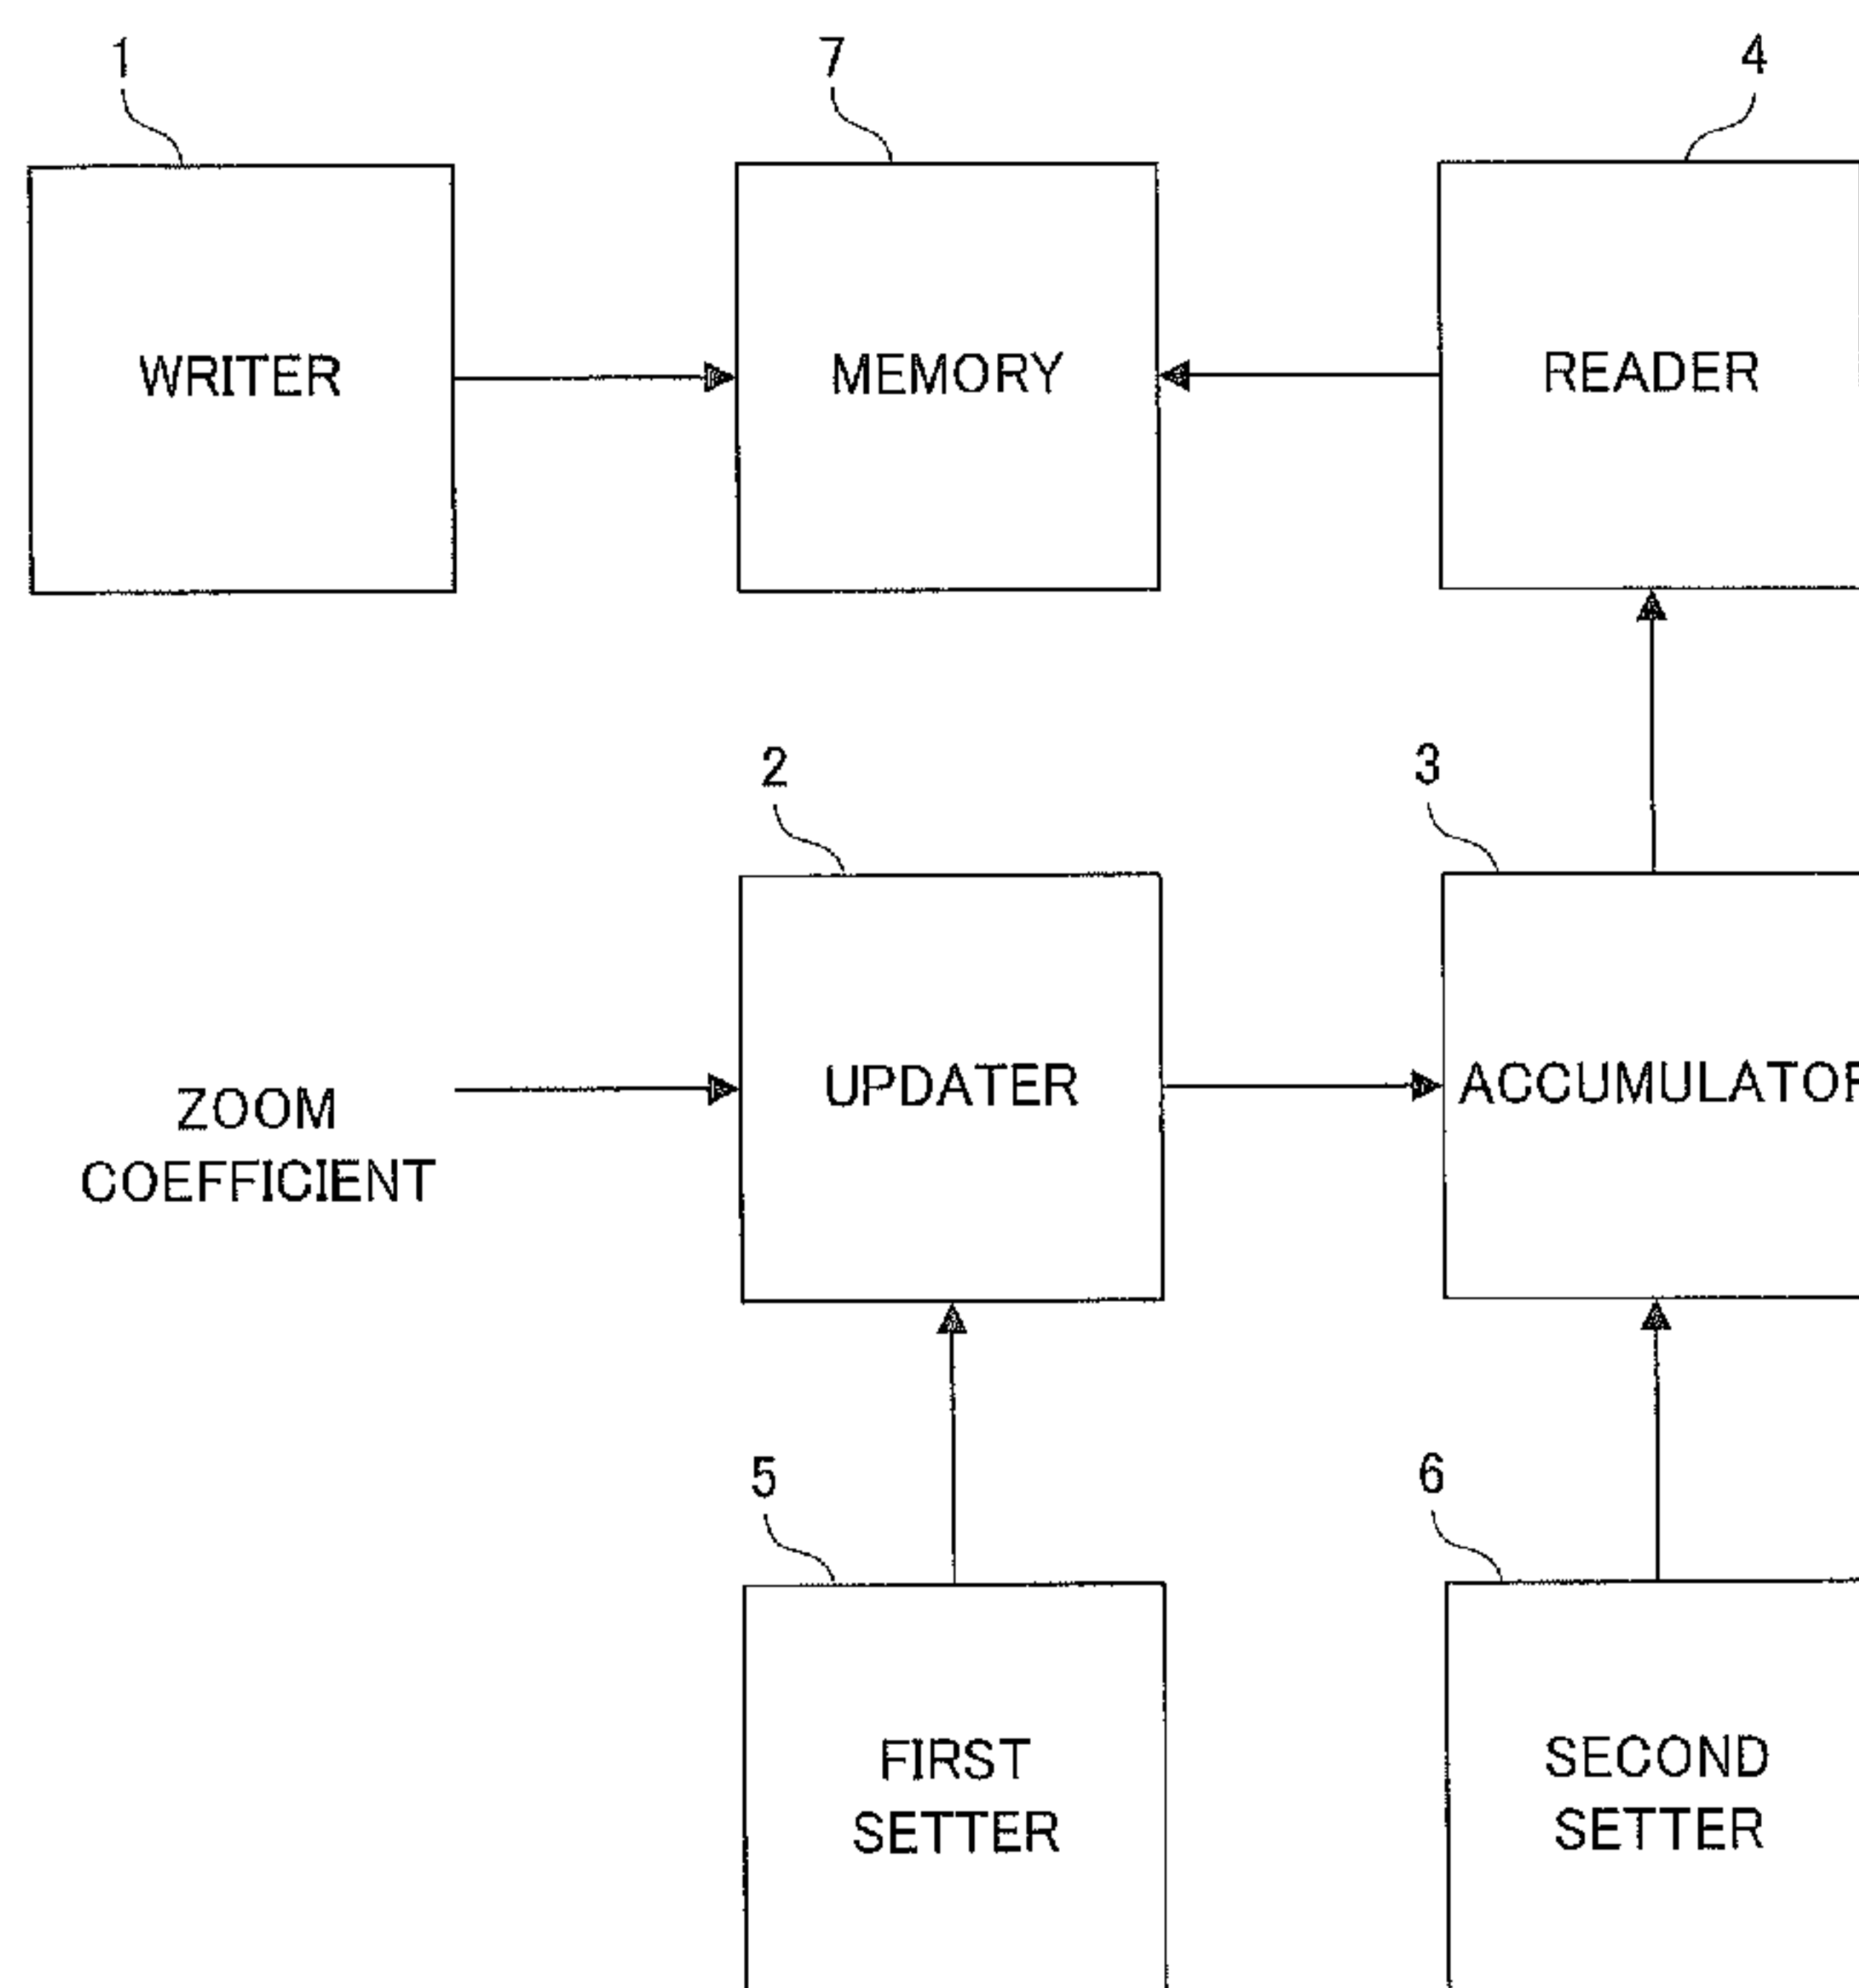 1
7
4
WRITER
MEMORY
READER
2
3
ZOOM
COEFFICIENT
UPDATER
ACCUMULATOR
5
6
FIRST
SETTER
SECOND
SETTER